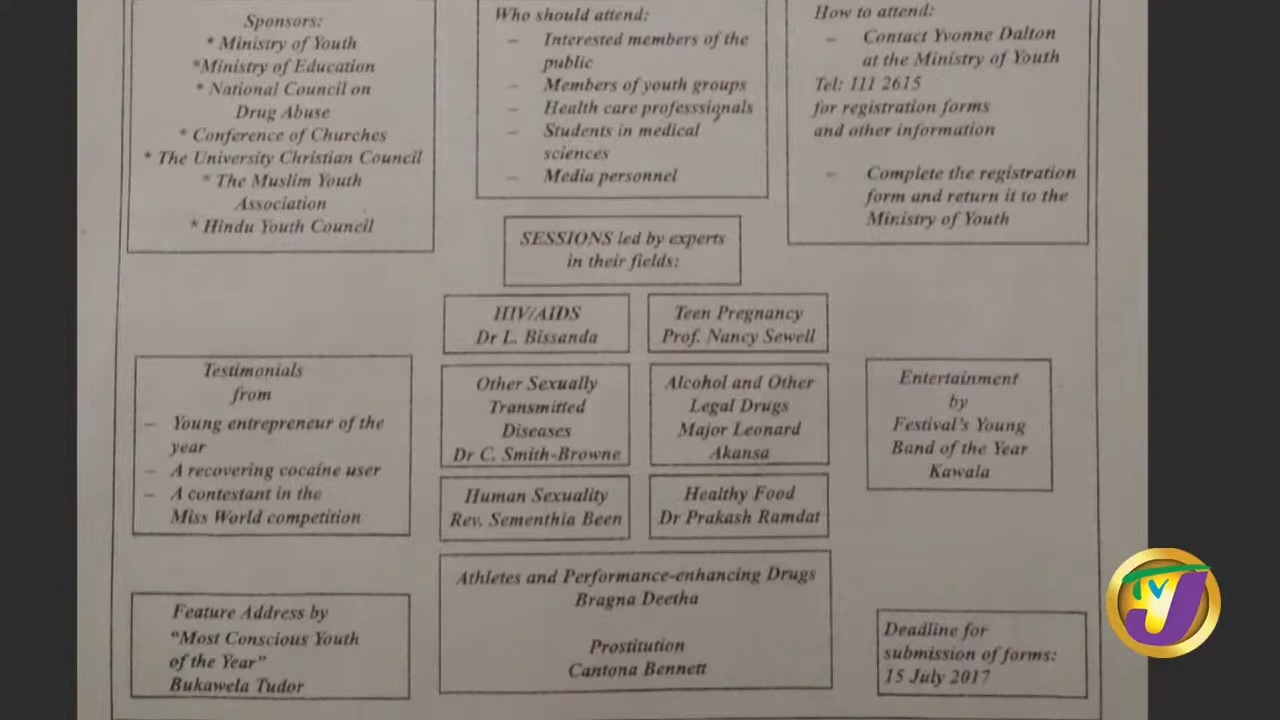 Sponsors:
* Ministry of Youth
*Ministry of Education
* National Council on
Drug Abuse
* Conference of Churches
* The University Christian Council
* The Muslim Youth
Association
* Hindu Youth Council
Who should attend:
– Interested members of the
public
– Members of youth groups
– Health care professsionals
– Students in medical
sciences
– Media personnel
How to attend:
– Contact Yvonne Dalton
at the Ministry of Youth
Tel: 111 2615
for registration forms
and other information
– Complete the registration
form and return it to the
Ministry of Youth
SESSIONS led by experts
in their fields:
HIV/AIDS
Dr L. Bissanda
Teen Pregnancy
Prof. Nancy Sewell
Testimonials
from
– Young entrepreneur of the
year
– A recovering cocaine user
– A contestant in the
Miss World competition
Other Sexually
Transmitted
Diseases
Dr C. Smith-Browne
Alcohol and Other
Legal Drugs
Major Leonard
Akansa
Entertainment
by
Festival's Young
Band of the Year
Kawala
Human Sexuality
Rev. Sementhia Been
Healthy Food
Dr Prakash Ramdat
Athletes and Performance-enhancing Drugs
Bragna Deetha
Prostitution
Cantona Bennett
Feature Address by
"Most Conscious Youth
of the Year"
Bukawela Tudor
Deadline for
submission of forms:
15 July 2017
TVJ